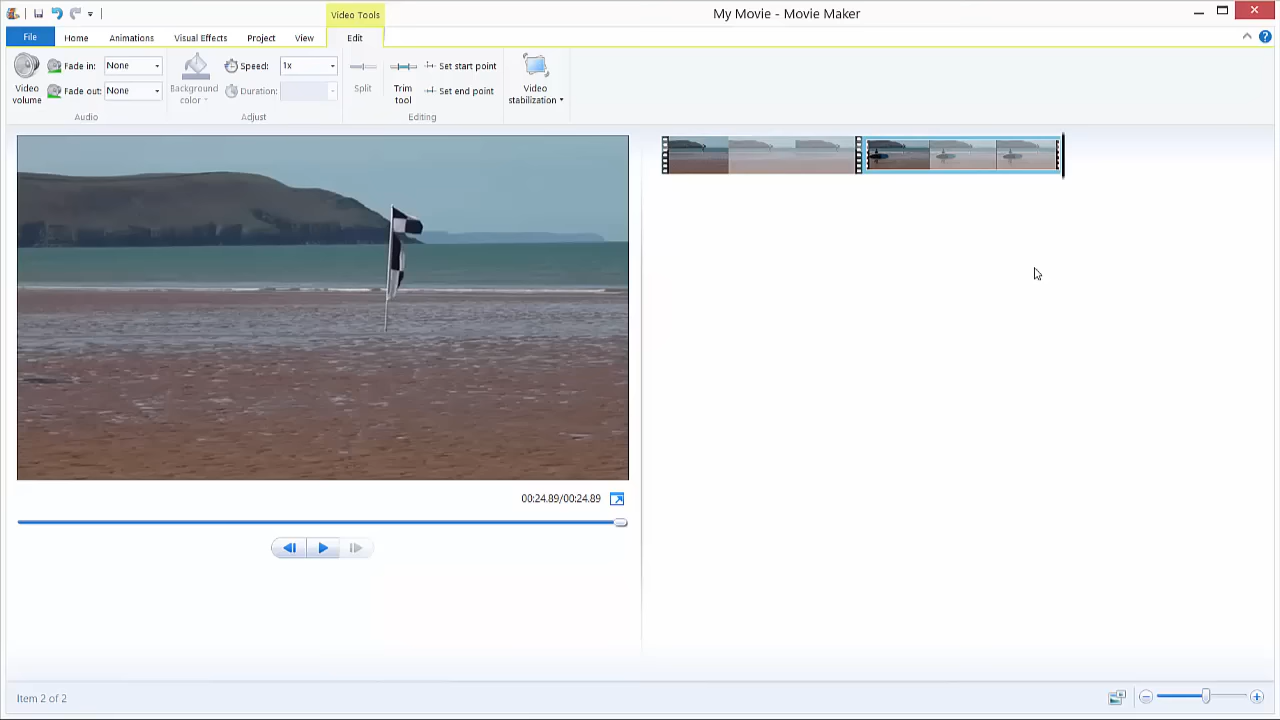 My Movie - Movie Maker
Video Tools
File
Home
Animations
Visual Effects
Project
View
Edit
Video volume
Fade in:
None
Fade out:
None
Audio
Background color
Speed:
1x
Duration:
Adjust
Split
Trim tool
Set start point
Set end point
Editing
Video stabilization
00:24.89/00:24.89
Item 2 of 2